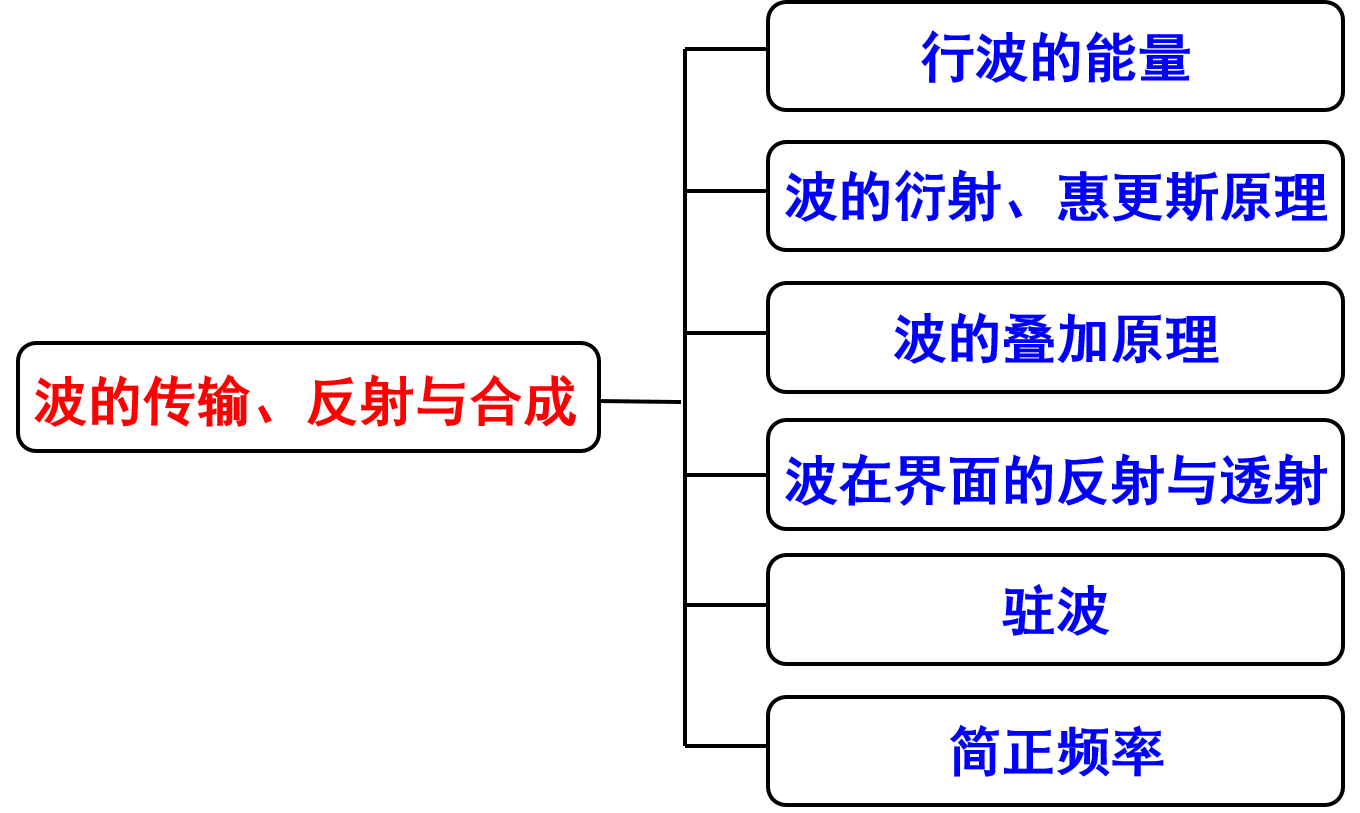 行波的能量
波的衍射、惠更斯原理
波的叠加原理
波的传输、反射与合成
波在界面的反射与透射
驻波
简正频率